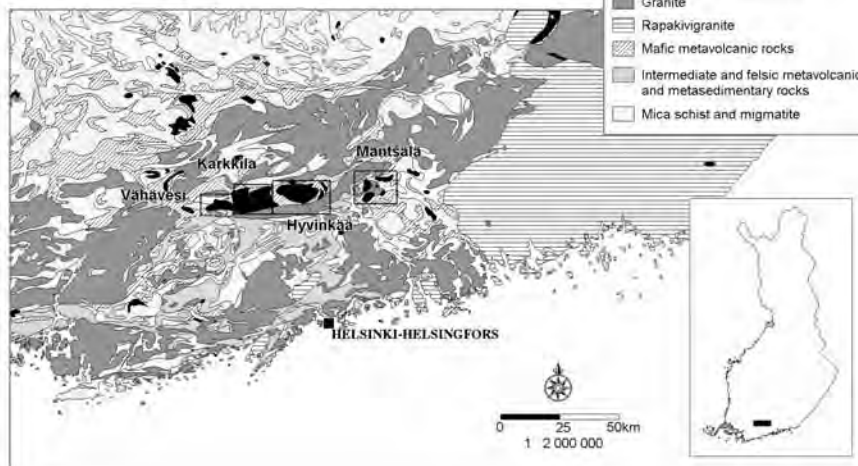 Granite
Rapakivigranite
Mafic metavolcanic rocks
Intermediate and felsic metavolcanic
and metasedimentary rocks
Mica schist and migmatite
Mäntsälä
Karkkila
Vähävesi
Hyvinkää
HELSINKI-HELSINGFORS
0 25 50km
1 2 000 000